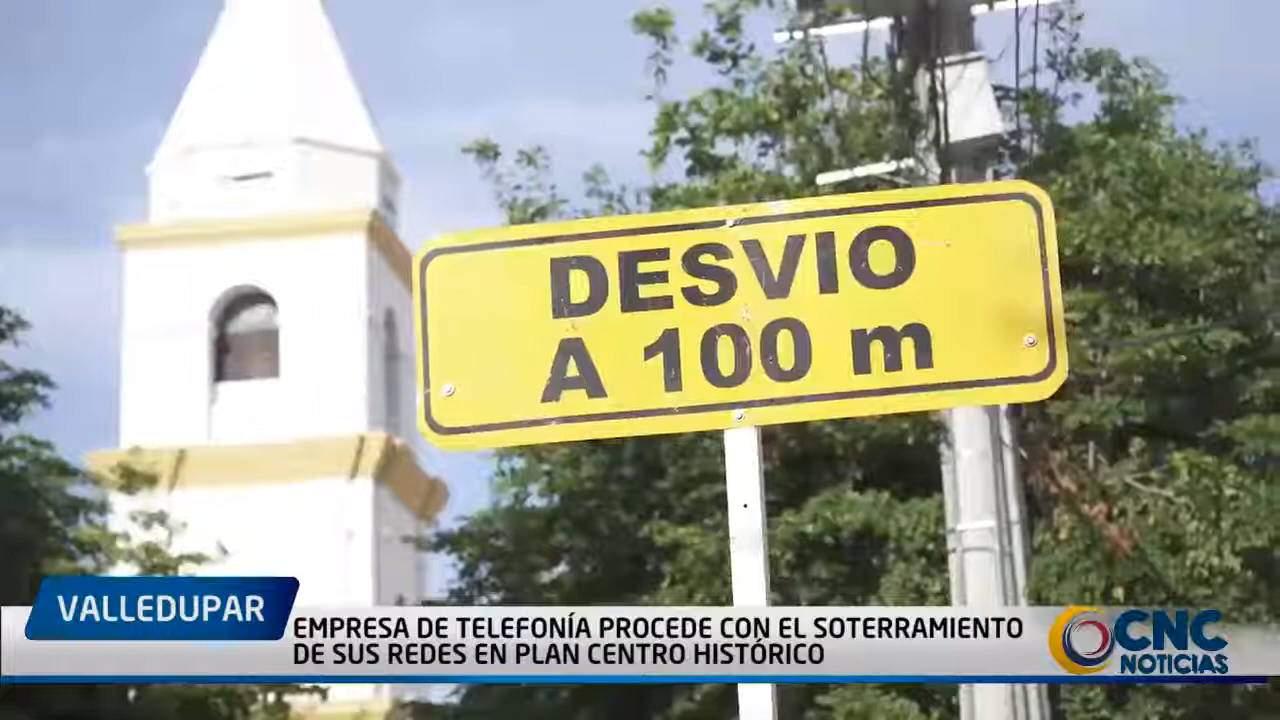 DESVIO
A 100 m
VALLEDUPAR
EMPRESA DE TELEFONÍA PROCEDE CON EL SOTERRAMIENTO
DE SUS REDES EN PLAN CENTRO HISTÓRICO
CNC
NOTICIAS